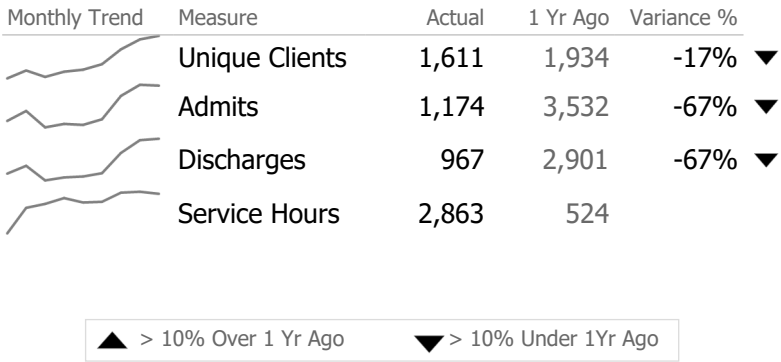 Monthly Trend Measure Actual 1 Yr Ago Variance %
Unique Clients 1,611 1,934 -17% ▼
Admits 1,174 3,532 -67% ▼
Discharges 967 2,901 -67% ▼
Service Hours 2,863 524
▲ > 10% Over 1 Yr Ago ▼ > 10% Under 1Yr Ago